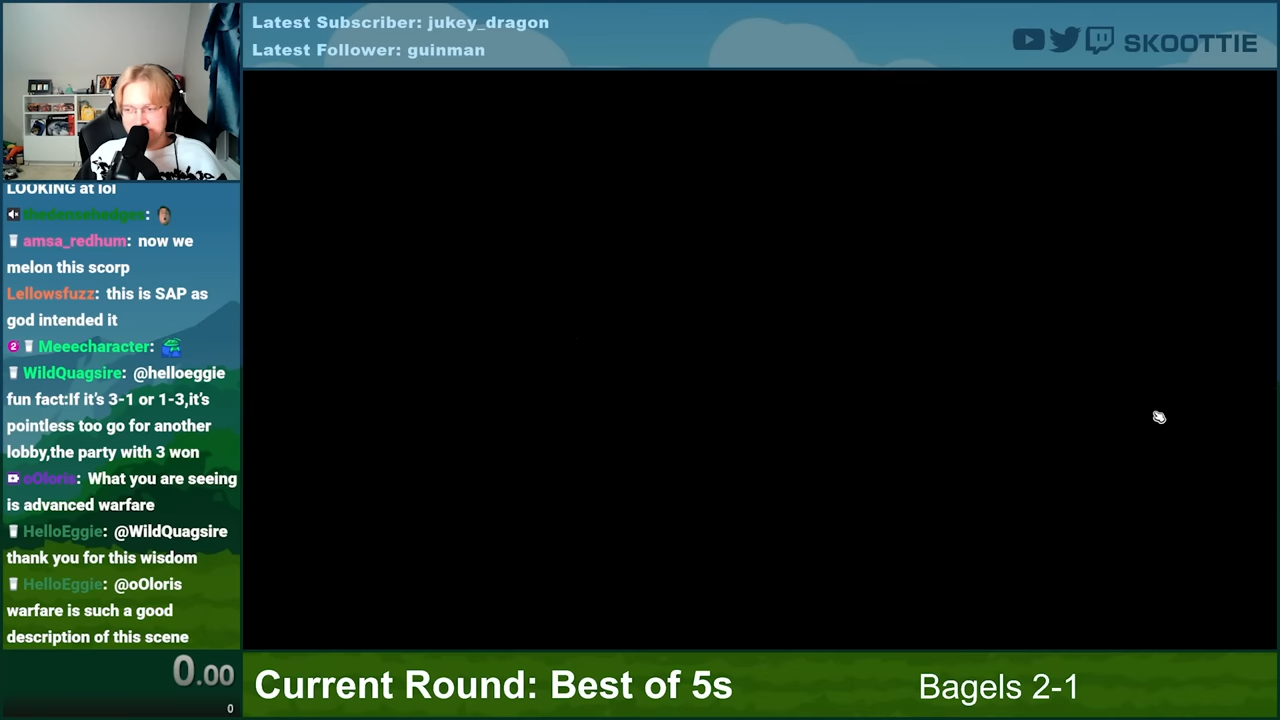 Latest Subscriber: jukey_dragon
Latest Follower: guinman
SKOOTTIE
LOOKING at lol
thedensehedges:
amsa_redhum: now we
melon this scorp
Lellowsfuzz: this is SAP as
god intended it
2 Meeecharacter:
WildQuagsire: @helloeggie
fun fact:If it's 3-1 or 1-3,it's
pointless too go for another
lobby,the party with 3 won
oOloris: What you are seeing
is advanced warfare
HelloEggie: @WildQuagsire
thank you for this wisdom
HelloEggie: @oOloris
warfare is such a good
description of this scene
0.00
0
Current Round: Best of 5s
Bagels 2-1